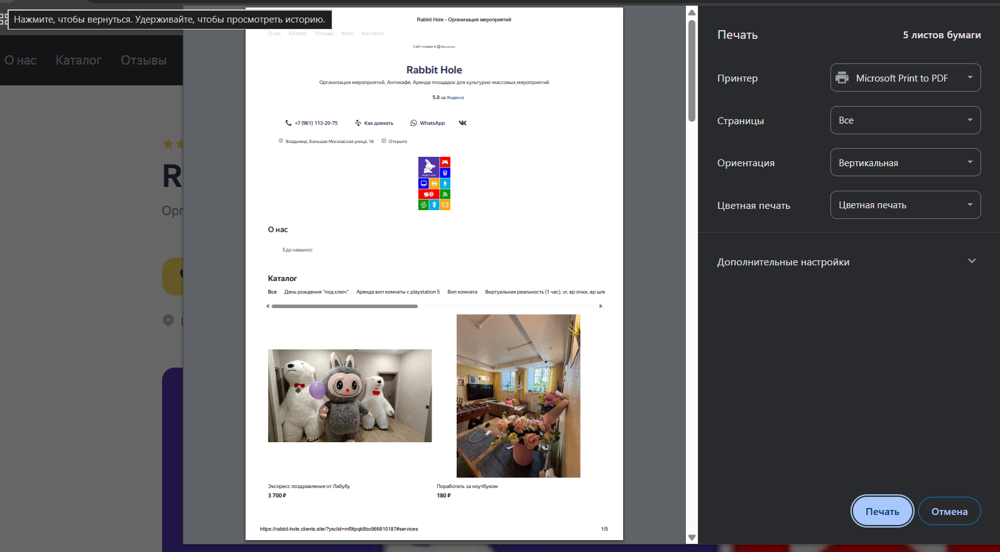 Нажмите, чтобы вернуться. Удерживайте, чтобы просмотреть историю.
О нас Каталог Отзывы
Rabbit Hole - Организация мероприятий
О нас Каталог Отзывы Фото Контакты
Сайт создан в Я Бизнес
Rabbit Hole
Организация мероприятий, Антикафе, Аренда площадок для культурно-массовых мероприятий
5.0 на Яндексе
+7 (961) 113-20-75 Как доехать WhatsApp
Владимир, Большая Московская улица, 16 Открыто
Rabbit Hole
О нас
Еда навынос
Каталог
Все День рождения "под ключ" Аренда вип комнаты с playstation 5 Вип комната Виртуальная реальность (1 час), vr, вр очки, вр шле
Экспресс поздравление от Лабубу
3 700 ₽
Поработать за ноутбуком
180 ₽
https://rabbit-hole.clients.site/?ysclid=mf9tpqk8bo966810187#services 1/5
R
Орг
Печать 5 листов бумаги
Принтер Microsoft Print to PDF
Страницы Все
Ориентация Вертикальная
Цветная печать Цветная печать
Дополнительные настройки
Печать Отмена